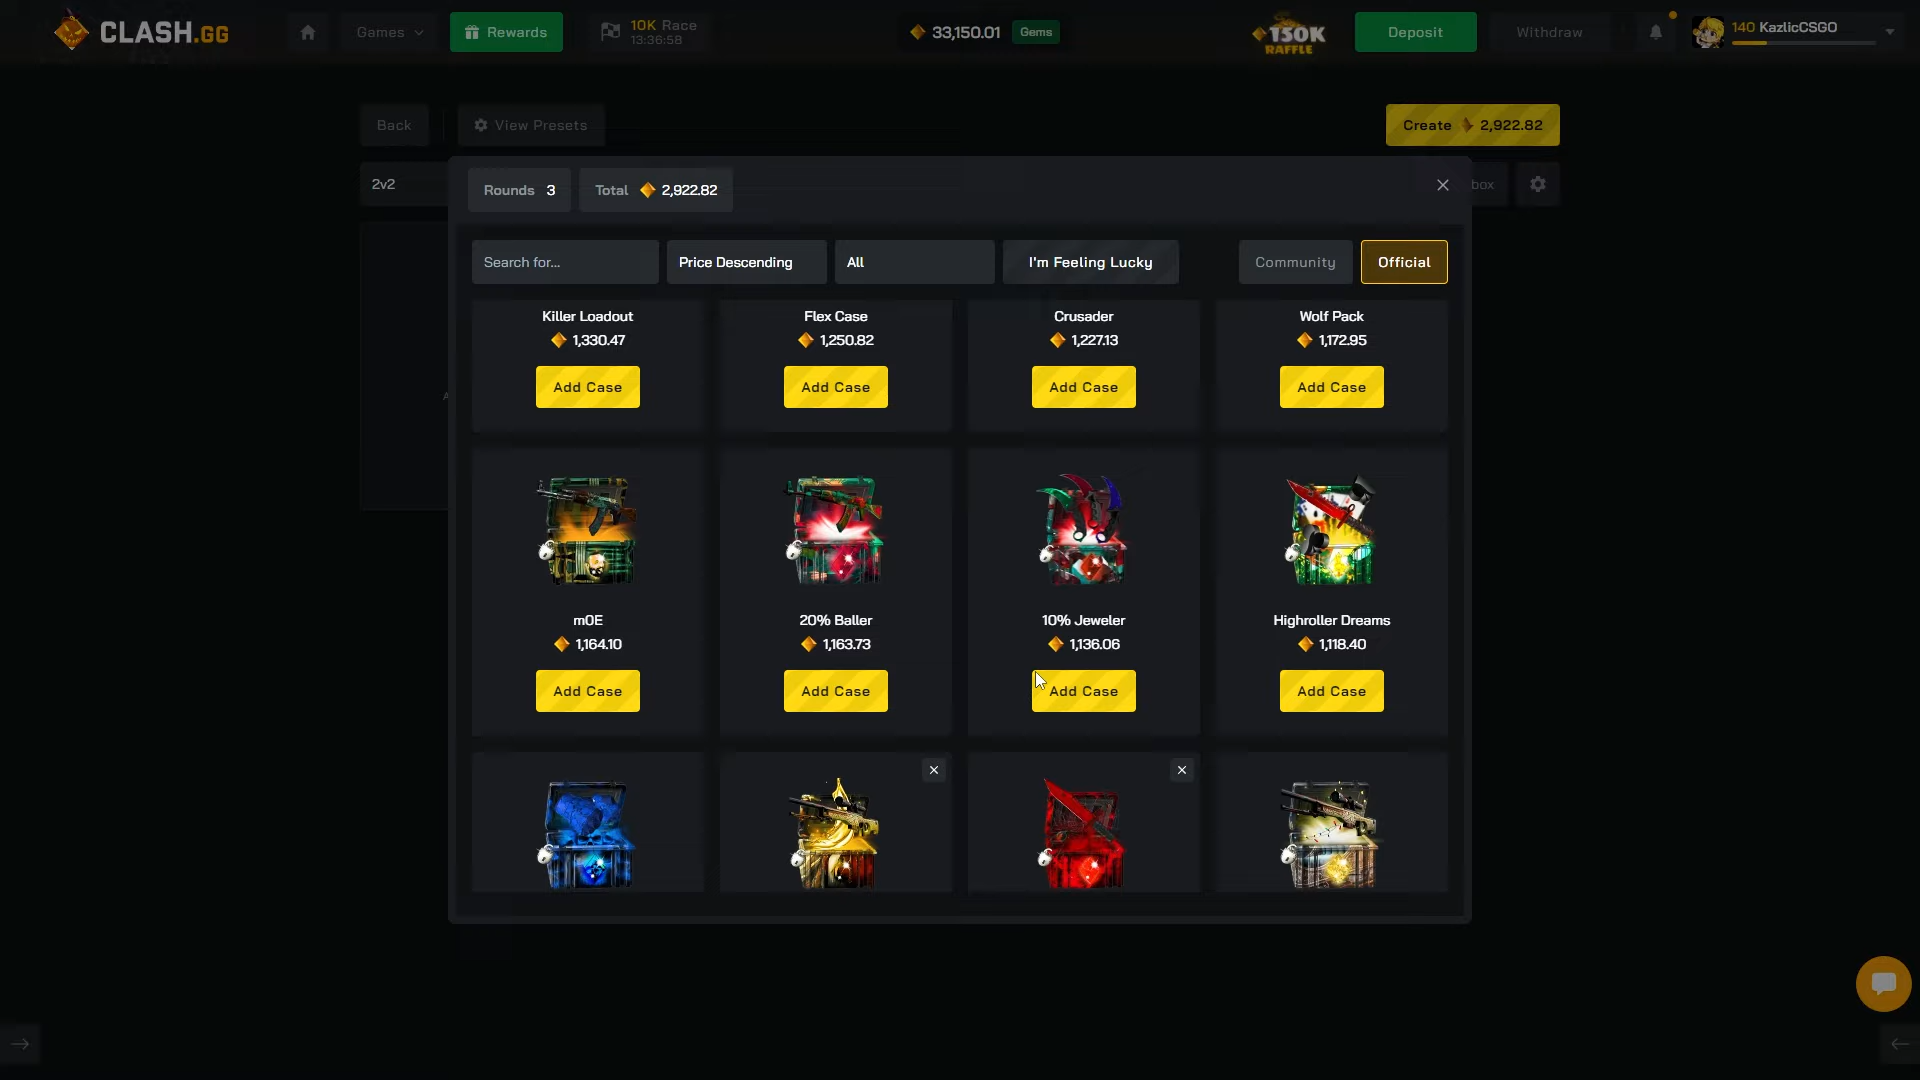 CLASH.GG
Games
Rewards
10K Race
13:36:58
33,150.01
Gems
130K
RAFFLE
Deposit
Withdraw
140 KazlicCSGO
Back
View Presets
Create 2,922.82
2v2
Rounds 3
Total 2,922.82
box
Search for...
Price Descending
All
I'm Feeling Lucky
Community
Official
Killer Loadout
1,330.47
Add Case
Flex Case
1,250.82
Add Case
Crusader
1,227.13
Add Case
Wolf Pack
1,172.95
Add Case
m0E
1,164.10
Add Case
20% Baller
1,163.73
Add Case
10% Jeweler
1,136.06
Add Case
Highroller Dreams
1,118.40
Add Case